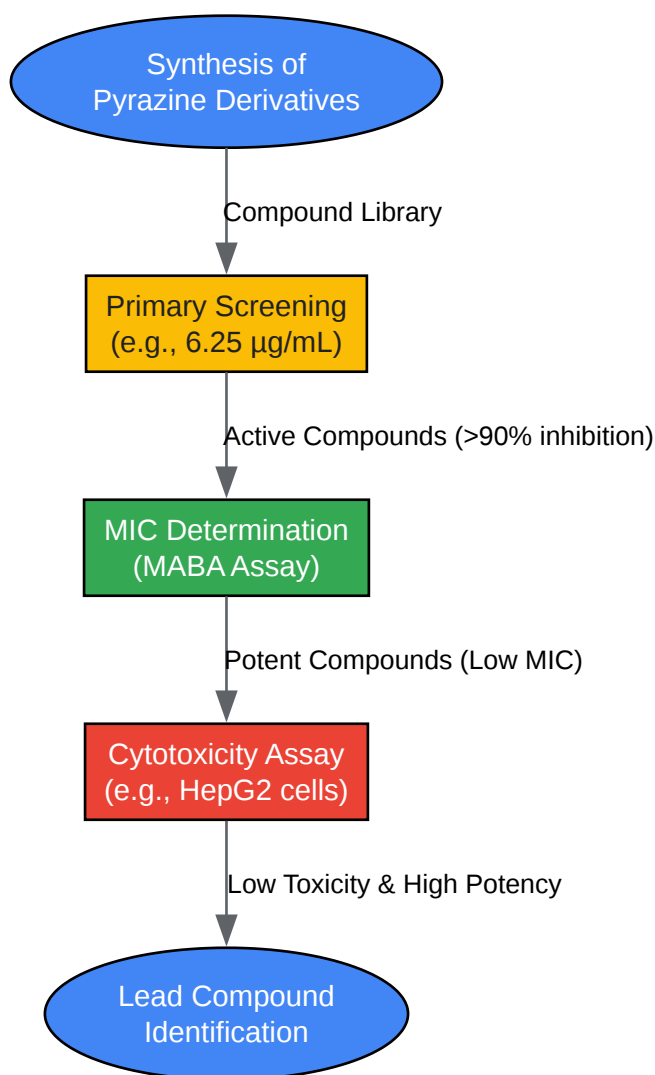 Synthesis of
Pyrazine Derivatives
Compound Library
Primary Screening
(e.g., 6.25 µg/mL)
Active Compounds (>90% inhibition)
MIC Determination
(MABA Assay)
Potent Compounds (Low MIC)
Cytotoxicity Assay
(e.g., HepG2 cells)
Low Toxicity & High Potency
Lead Compound
Identification